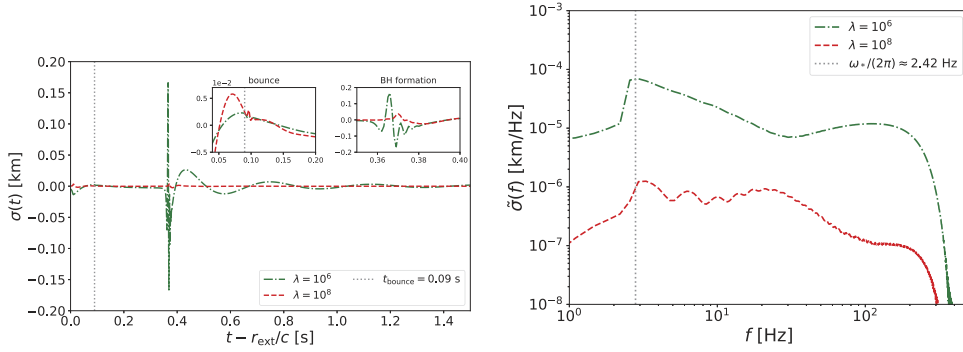 0.20
0.15
0.10
0.05
0.00
−0.05
−0.10
−0.15
−0.20
σ(t) [km]
0.0 0.2 0.4 0.6 0.8 1.0 1.2 1.4
t − r_ext/c [s]
1e−2
bounce
0.5
0.0
−0.5
0.05 0.10 0.15 0.20
BH formation
0.2
0.1
0.0
−0.1
−0.2
0.36 0.38 0.40
λ = 10⁶
λ = 10⁸
t_bounce = 0.09 s
10⁻³
10⁻⁴
10⁻⁵
10⁻⁶
10⁻⁷
10⁻⁸
σ̃(f) [km/Hz]
10⁰ 10¹ 10²
f [Hz]
λ = 10⁶
λ = 10⁸
ω∗/(2π) ≈ 2.42 Hz